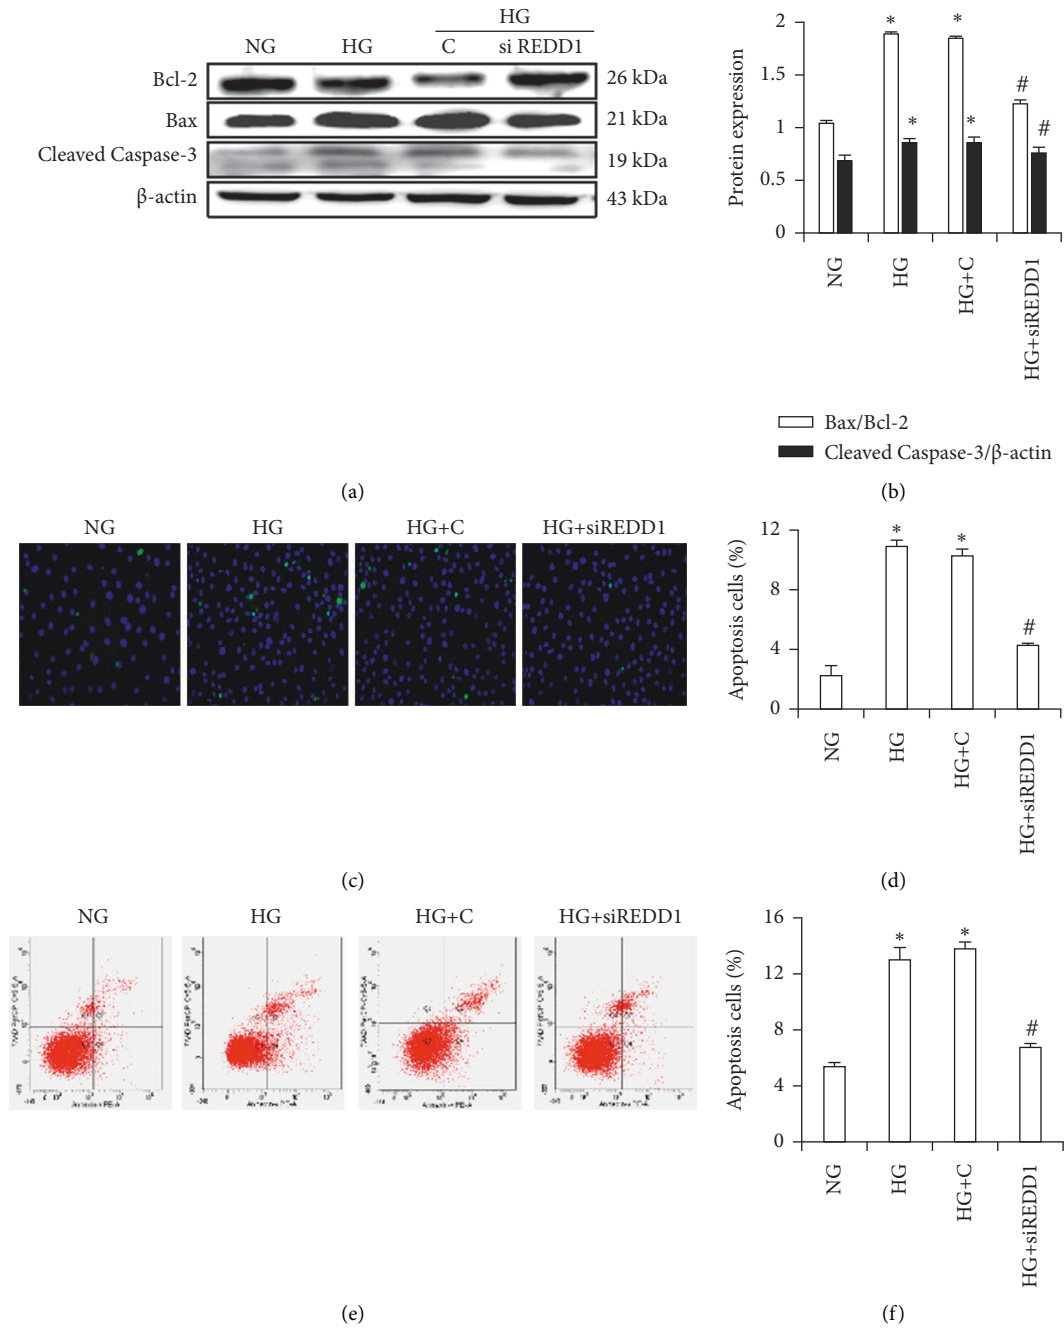 HG
NG HG C si REDD1
Bcl-2 26 kDa
Bax 21 kDa
Cleaved Caspase-3 19 kDa
β-actin 43 kDa
(a)
Protein expression
2
1.5
1
0.5
0
* * * * # #
NG HG HG+C HG+siREDD1
Bax/Bcl-2
Cleaved Caspase-3/β-actin
(b)
NG HG HG+C HG+siREDD1
(c)
Apoptosis cells (%)
12
8
4
0
* * #
NG HG HG+C HG+siREDD1
(d)
NG HG HG+C HG+siREDD1
(e)
Apoptosis cells (%)
16
12
8
4
0
* * #
NG HG HG+C HG+siREDD1
(f)